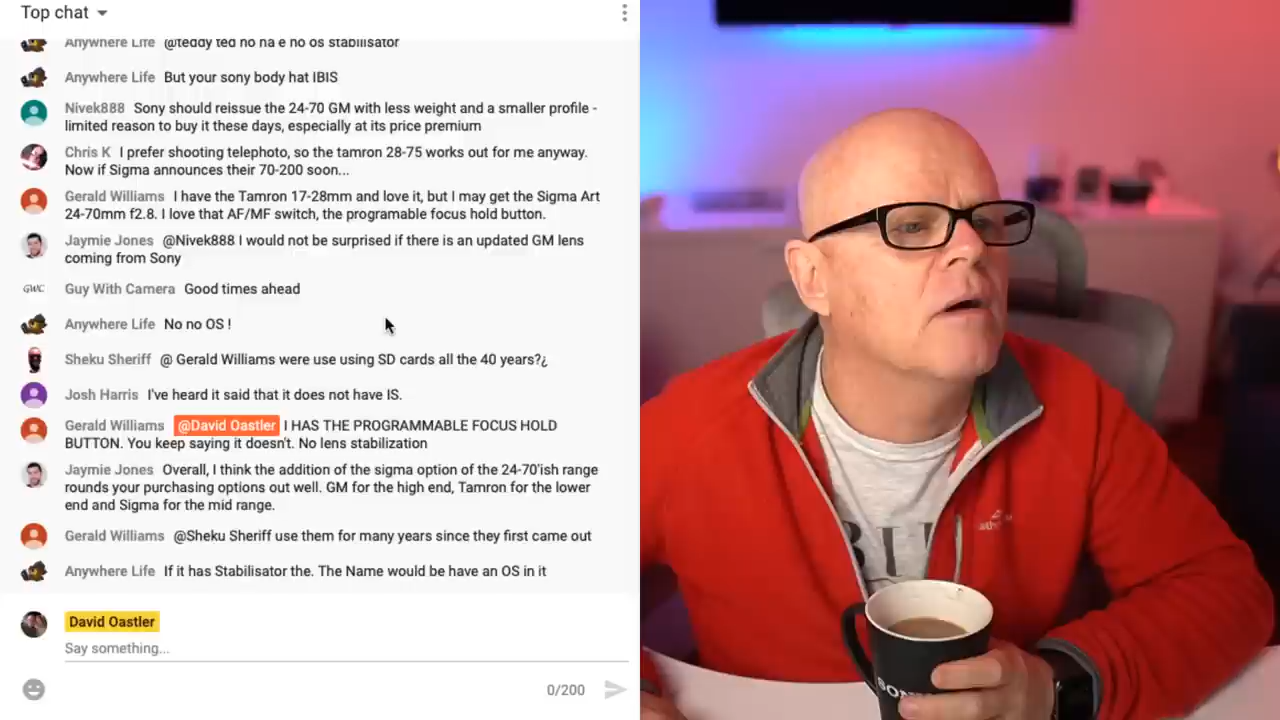 Top chat
Anywhere Life @teddy ted no na e no os stabilisator
Anywhere Life But your sony body hat IBIS
Nivek888 Sony should reissue the 24-70 GM with less weight and a smaller profile -
limited reason to buy it these days, especially at its price premium
Chris K I prefer shooting telephoto, so the tamron 28-75 works out for me anyway.
Now if Sigma announces their 70-200 soon...
Gerald Williams I have the Tamron 17-28mm and love it, but I may get the Sigma Art
24-70mm f2.8. I love that AF/MF switch, the programable focus hold button.
Jaymie Jones @Nivek888 I would not be surprised if there is an updated GM lens
coming from Sony
GWC Guy With Camera Good times ahead
Anywhere Life No no OS !
Sheku Sheriff @ Gerald Williams were use using SD cards all the 40 years?¿
Josh Harris I've heard it said that it does not have IS.
Gerald Williams @David Oastler I HAS THE PROGRAMMABLE FOCUS HOLD
BUTTON. You keep saying it doesn't. No lens stabilization
Jaymie Jones Overall, I think the addition of the sigma option of the 24-70'ish range
rounds your purchasing options out well. GM for the high end, Tamron for the lower
end and Sigma for the mid range.
Gerald Williams @Sheku Sheriff use them for many years since they first came out
Anywhere Life If it has Stabilisator the. The Name would be have an OS in it
David Oastler
Say something...
0/200